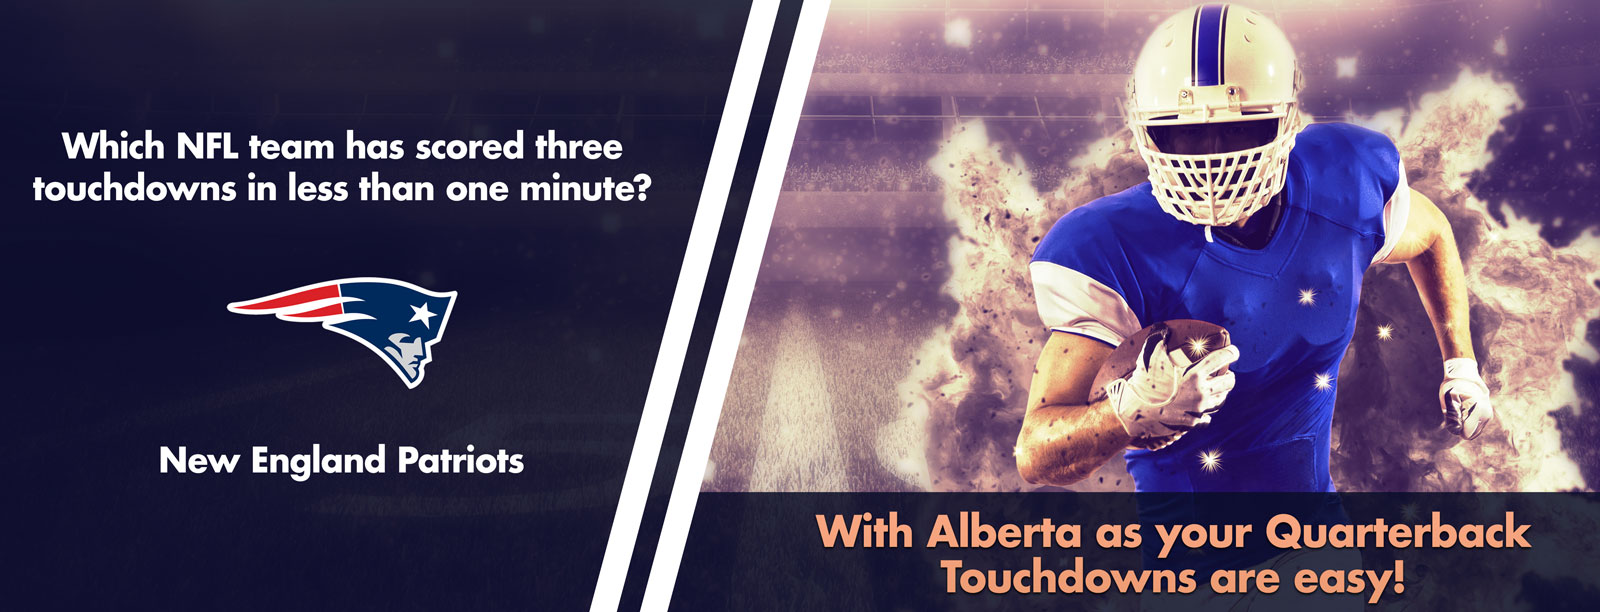 Which NFL team has scored three
touchdowns in less than one minute?
New England Patriots
With Alberta as your Quarterback
Touchdowns are easy!